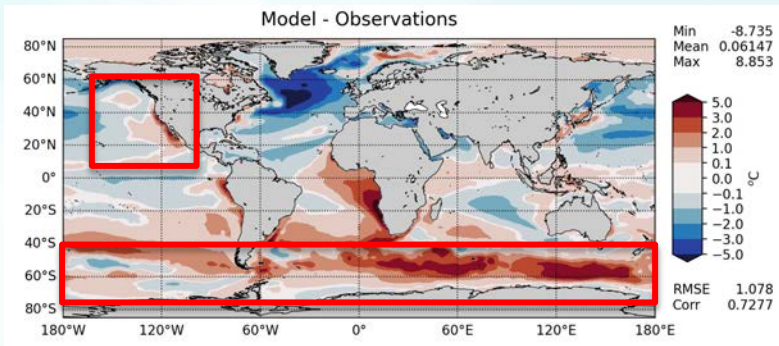 Model - Observations
Min -8.735
Mean 0.06147
Max 8.853
80°N
60°N
40°N
20°N
0°
20°S
40°S
60°S
80°S
180°W 120°W 60°W 0° 60°E 120°E 180°E
5.0
3.0
2.0
1.0
0.1
0.0
−0.1
−1.0
−2.0
−3.0
−5.0
°C
RMSE 1.078
Corr 0.7277